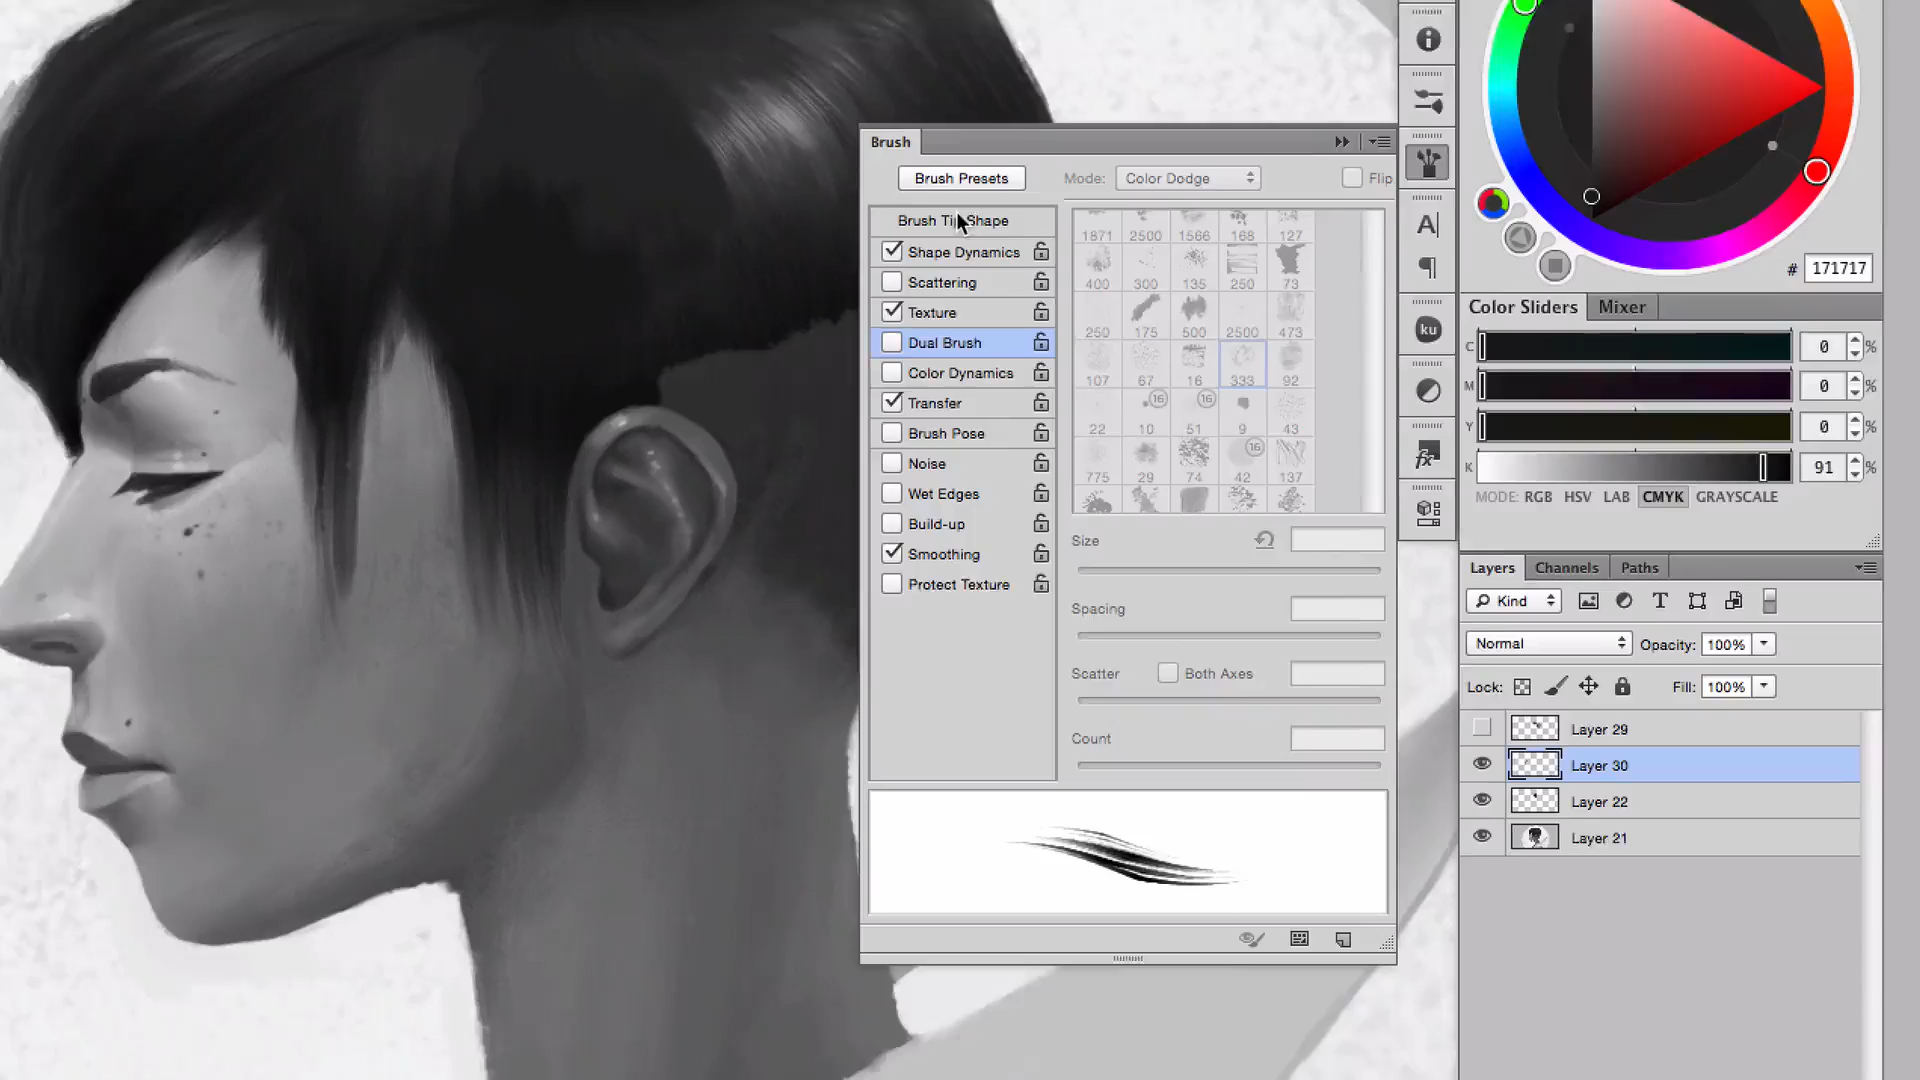 Brush
Brush Presets
Mode: Color Dodge
Flip
Brush Tip Shape
Shape Dynamics
Scattering
Texture
Dual Brush
Color Dynamics
Transfer
Brush Pose
Noise
Wet Edges
Build-up
Smoothing
Protect Texture
1871 2500 1566 168 127
400 300 135 250 73
250 175 500 2500 473
107 67 16 333 92
16 16
22 10 51 9 43
16
775 29 74 42 137
Size
Spacing
Scatter Both Axes
Count
A|
ku
fx
# 171717
Color Sliders Mixer
C 0 %
M 0 %
Y 0 %
K 91 %
MODE: RGB HSV LAB CMYK GRAYSCALE
Layers Channels Paths
Kind T
Normal Opacity: 100%
Lock: Fill: 100%
Layer 29
Layer 30
Layer 22
Layer 21